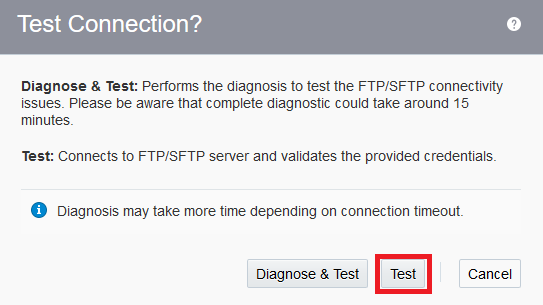 Test Connection?
?
Diagnose & Test: Performs the diagnosis to test the FTP/SFTP connectivity
issues. Please be aware that complete diagnostic could take around 15
minutes.
Test: Connects to FTP/SFTP server and validates the provided credentials.
i Diagnosis may take more time depending on connection timeout.
Diagnose & Test Test Cancel